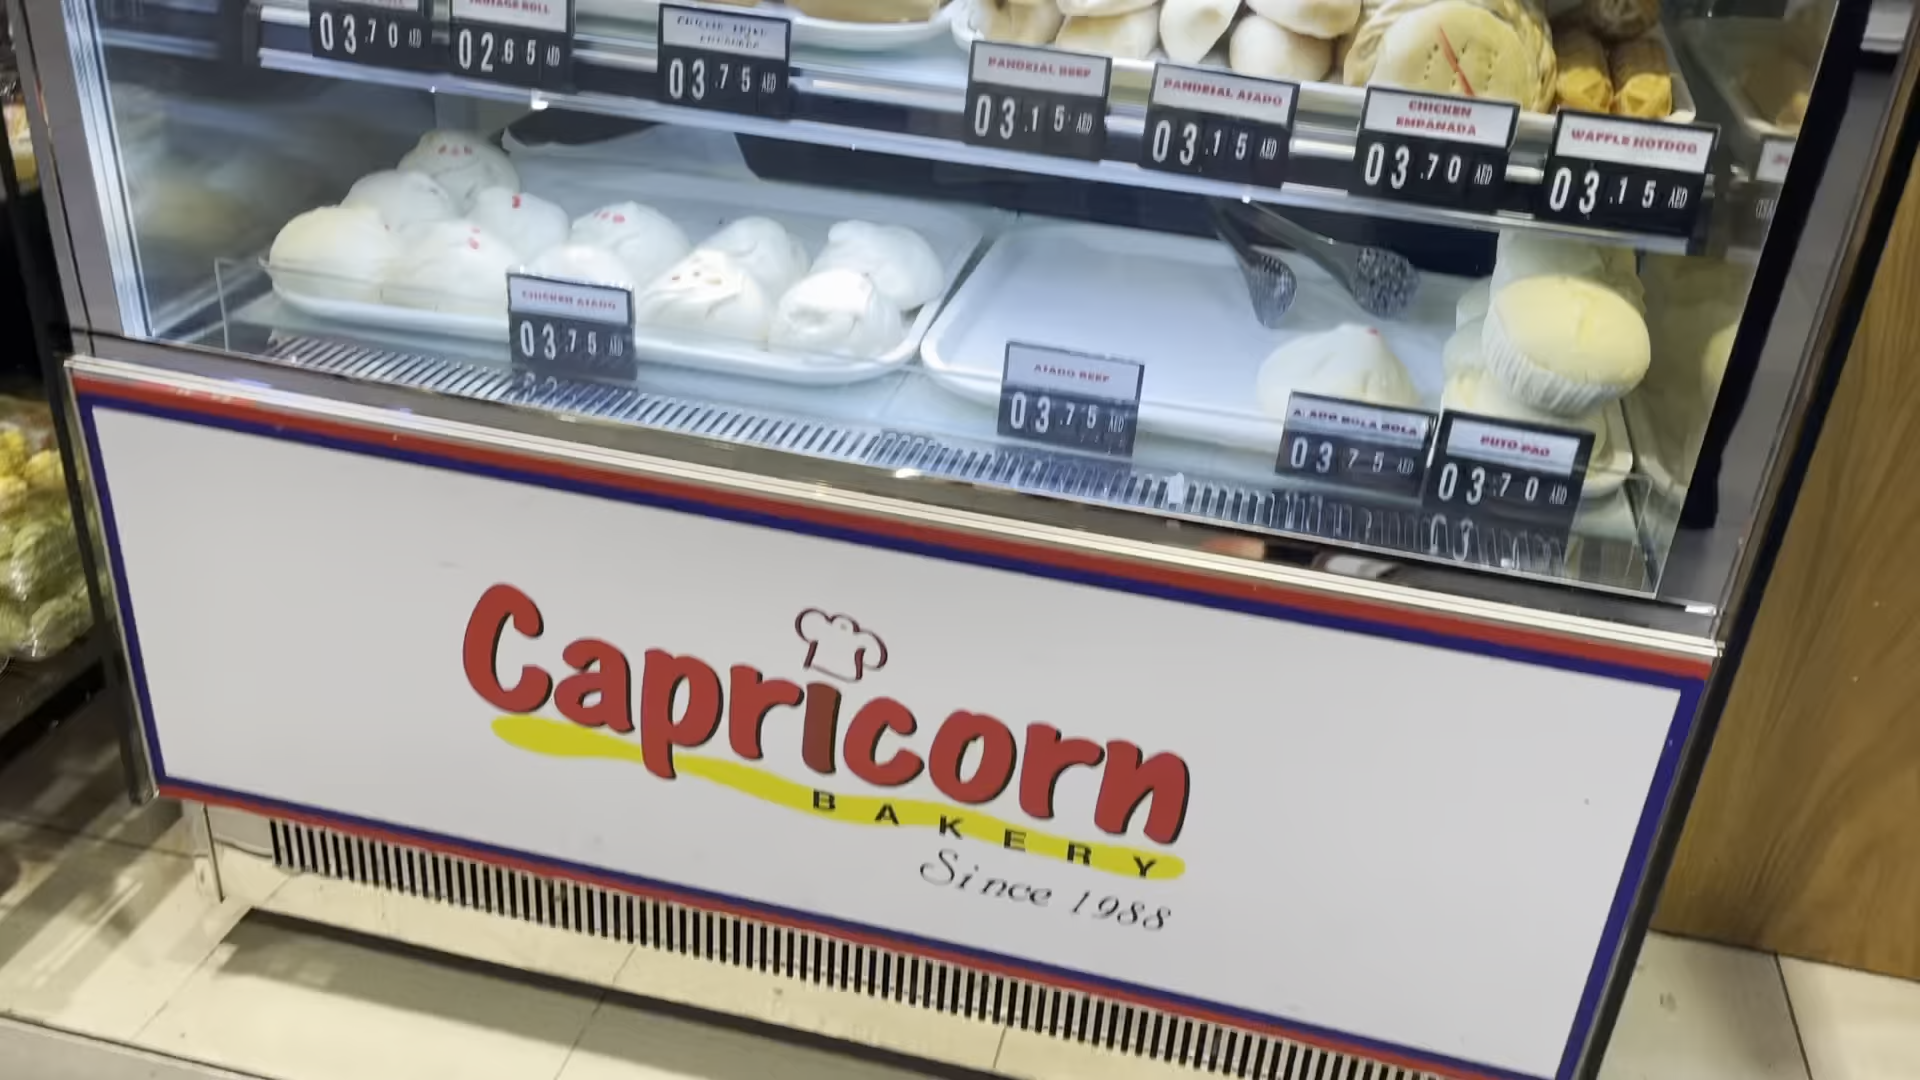 03.70 AED
SAUSAGE ROLL
02.65 AED
03.75 AED
PANDESAL BEEF
03.15 AED
PANDESAL ASADO
03.15 AED
CHICKEN
EMPANADA
03.70 AED
WAFFLE HOTDOG
03.15 AED
CHICKEN ASADO
03.75 AED
ASADO BEEF
03.75 AED
ASADO BOLA BOLA
03 75 AED
PUTO PAO
03.70 AED
Capricorn
BAKERY
Since 1988